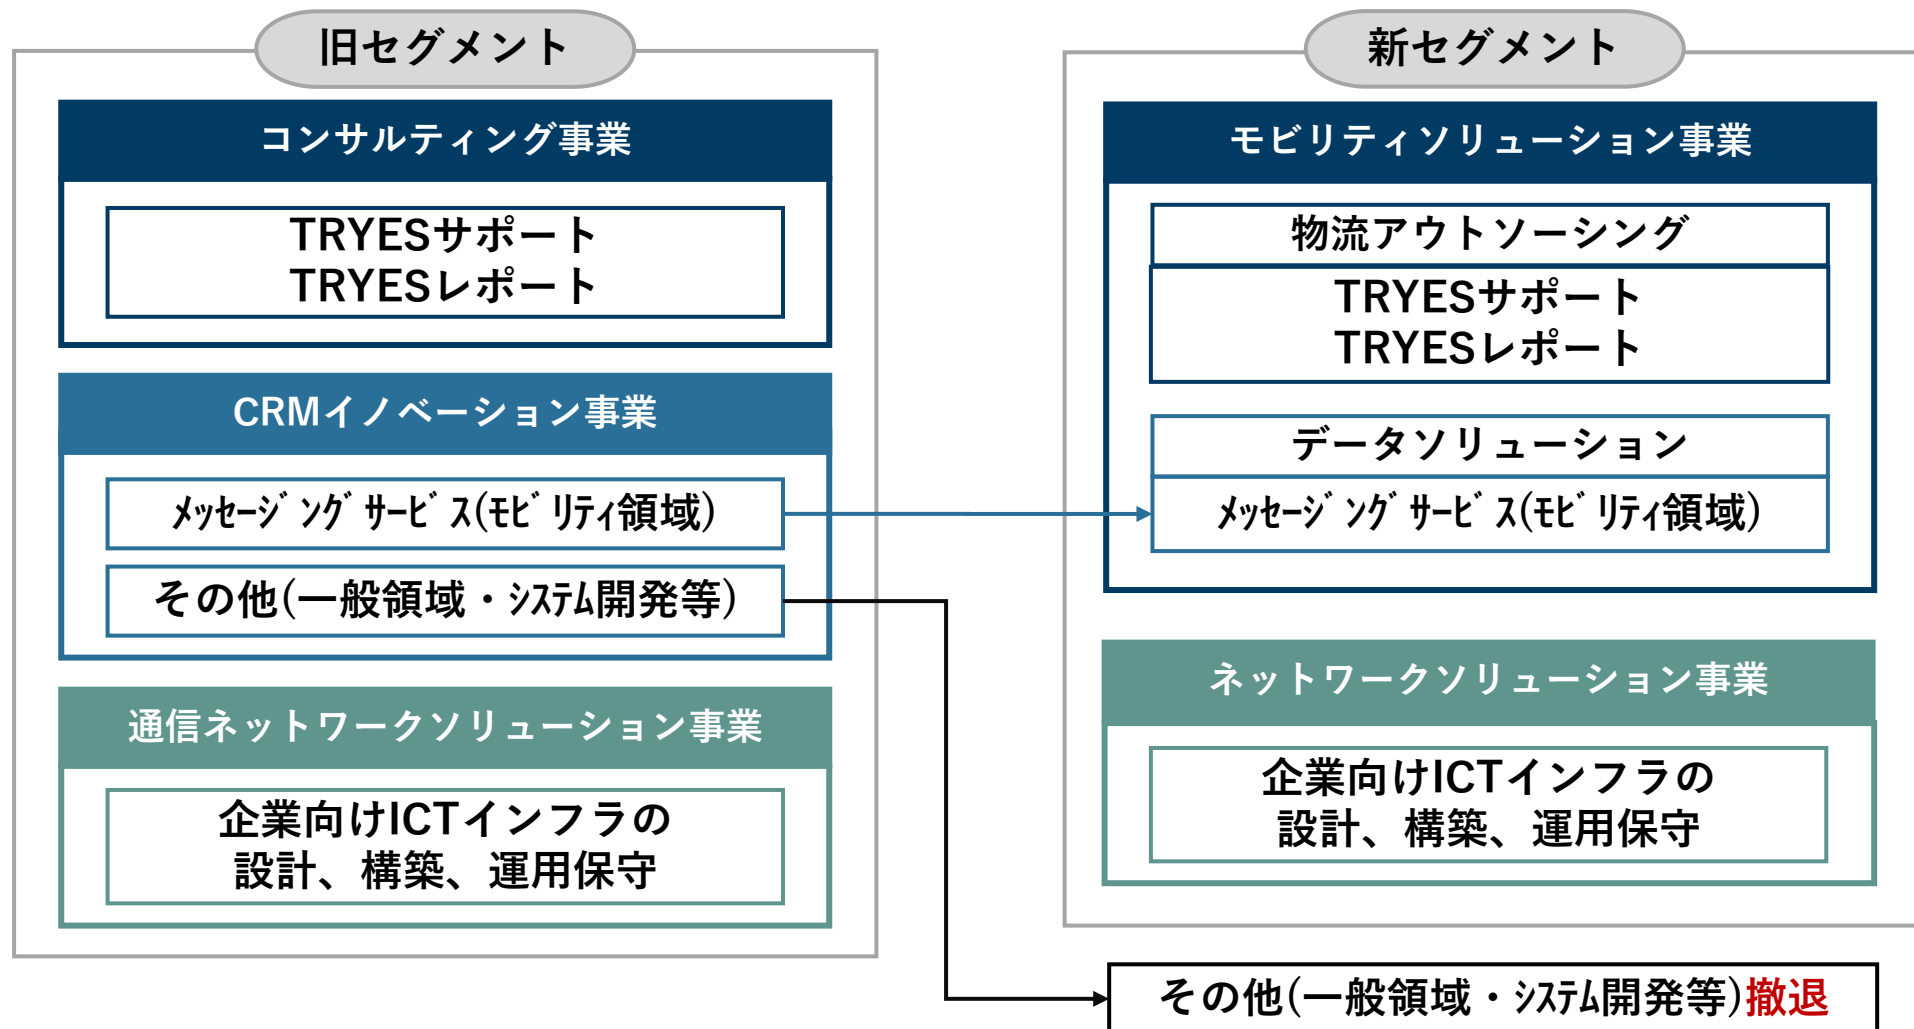 旧セグメント
コンサルティング事業
TRYESサポート
TRYESレポート
CRMイノベーション事業
ﾒｯｾｰｼﾞﾝｸﾞｻｰﾋﾞｽ(ﾓﾋﾞﾘﾃｨ領域)
その他(一般領域・ｼｽﾃﾑ開発等)
通信ネットワークソリューション事業
企業向けICTインフラの
設計、構築、運用保守
新セグメント
モビリティソリューション事業
物流アウトソーシング
TRYESサポート
TRYESレポート
データソリューション
ﾒｯｾｰｼﾞﾝｸﾞｻｰﾋﾞｽ(ﾓﾋﾞﾘﾃｨ領域)
ネットワークソリューション事業
企業向けICTインフラの
設計、構築、運用保守
その他(一般領域・ｼｽﾃﾑ開発等)撤退